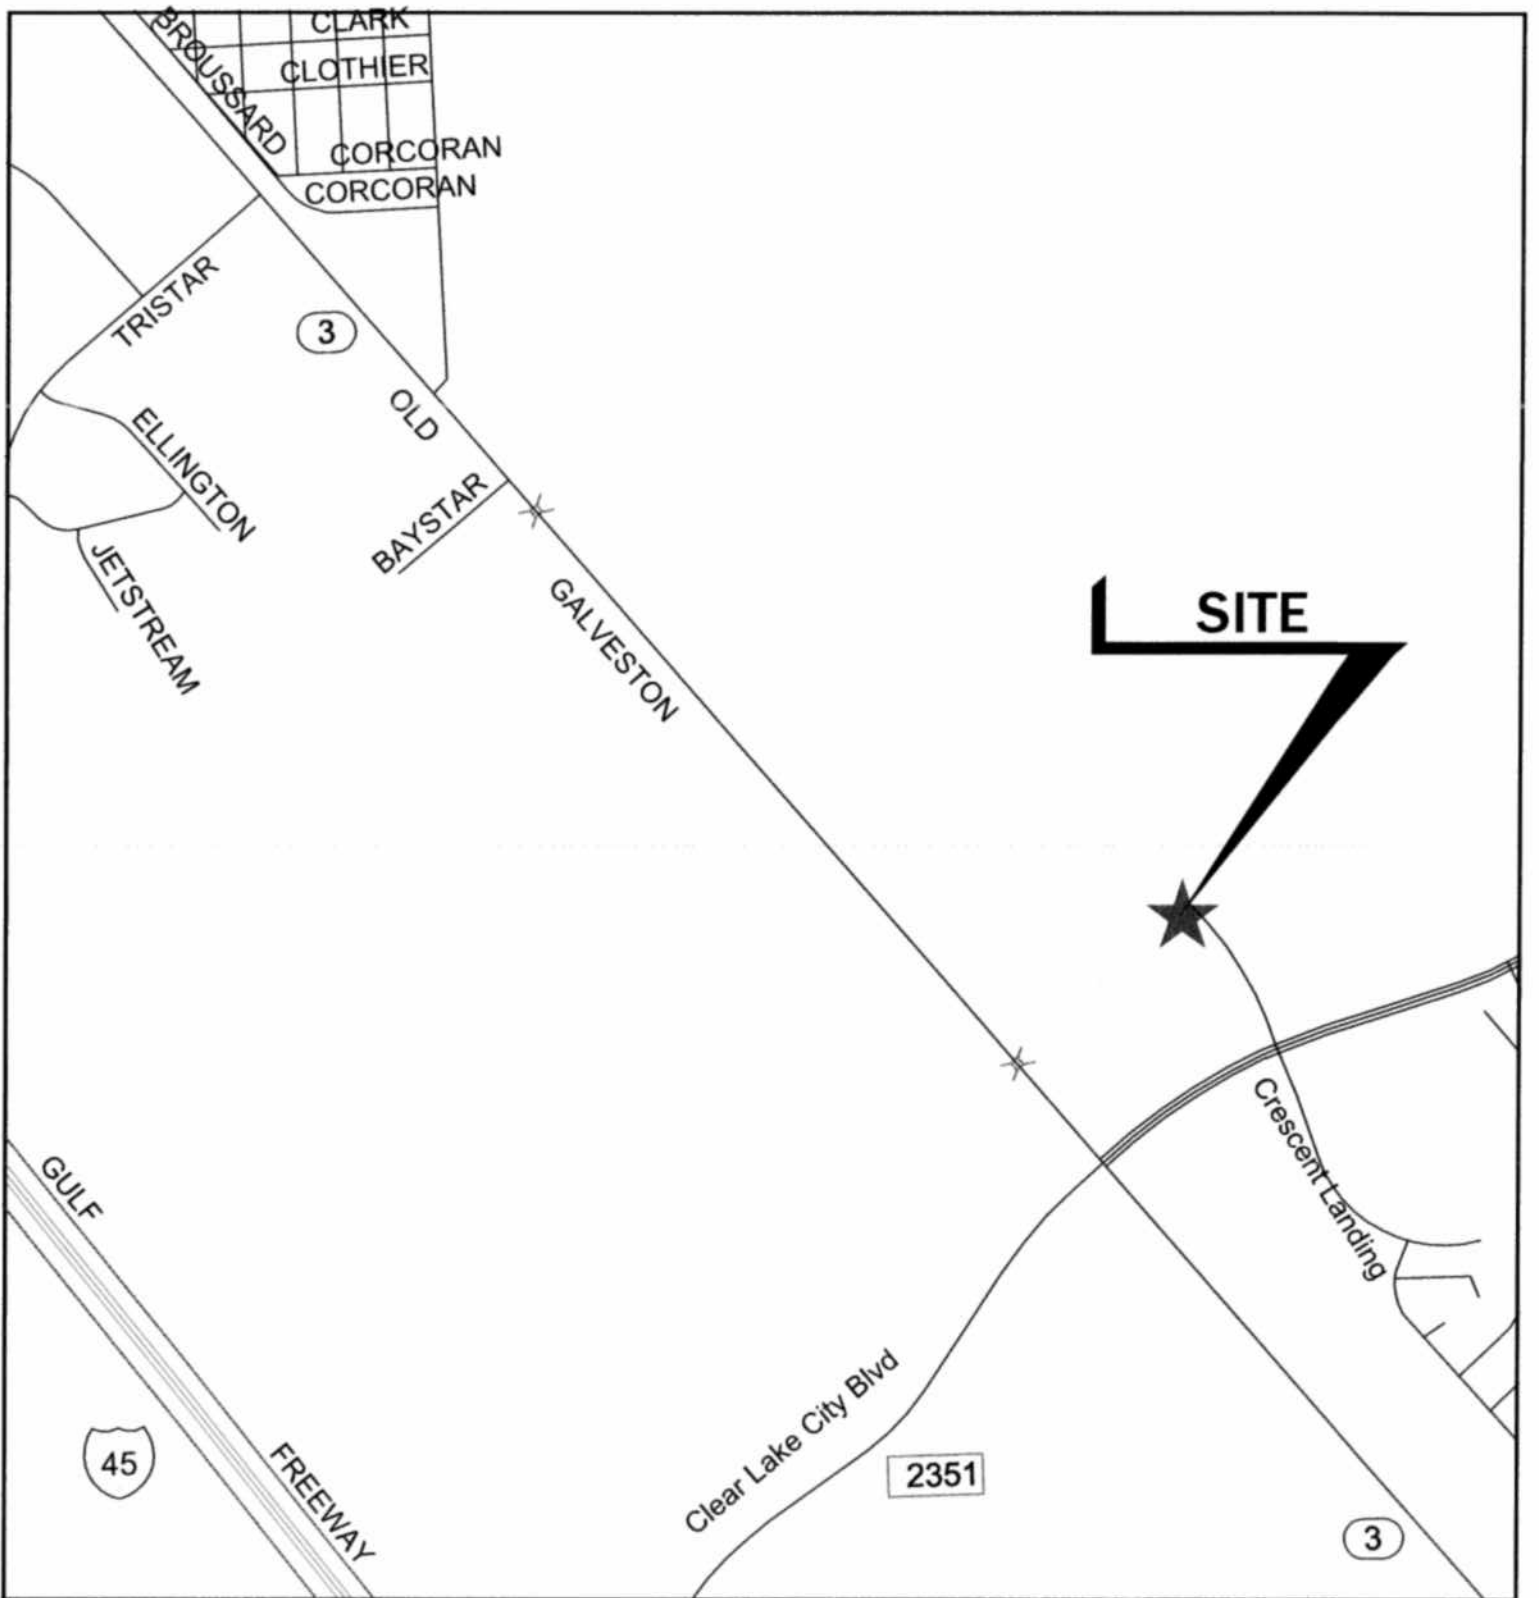 CLARK
BROUSSARD
CLOTHIER
CORCORAN
CORCORAN
TRISTAR
3
OLD
ELLINGTON
BAYSTAR
JETSTREAM
GALVESTON
SITE
Crescent Landing
GULF
Clear Lake City Blvd
45
FREEWAY
2351
3